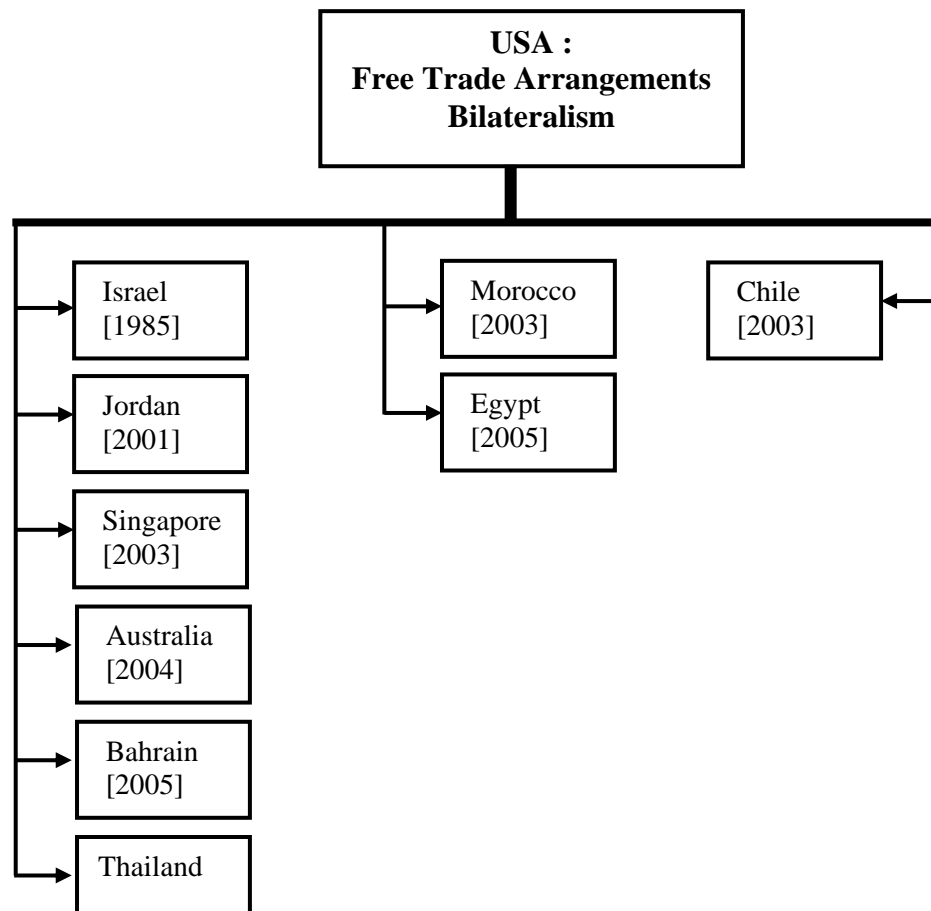 USA :
Free Trade Arrangements
Bilateralism
Israel
[1985]
Jordan
[2001]
Singapore
[2003]
Australia
[2004]
Bahrain
[2005]
Thailand
Morocco
[2003]
Egypt
[2005]
Chile
[2003]